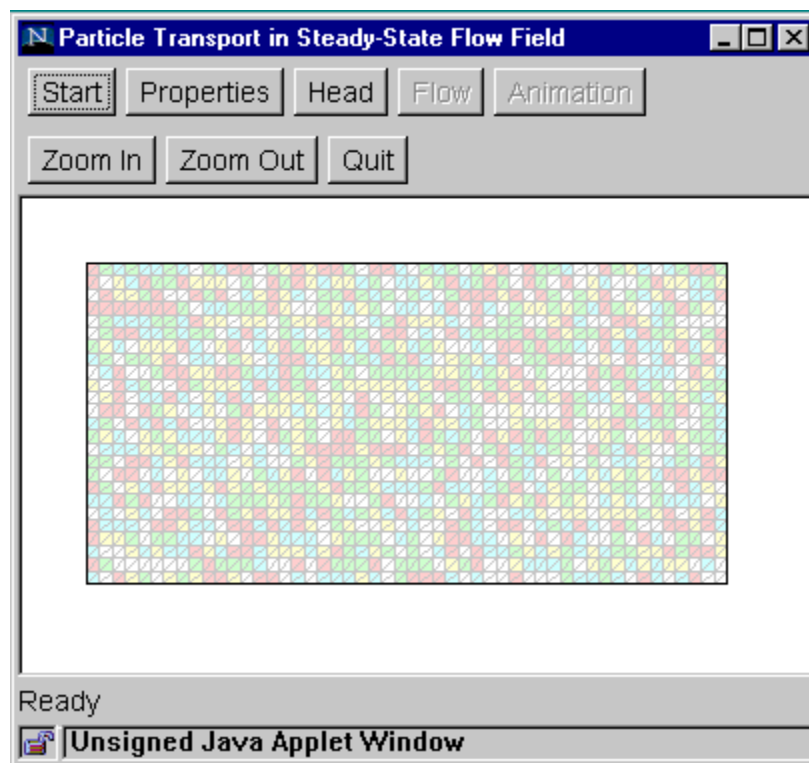 Particle Transport in Steady-State Flow Field
Start Properties Head Flow Animation
Zoom In Zoom Out Quit
Ready
Unsigned Java Applet Window